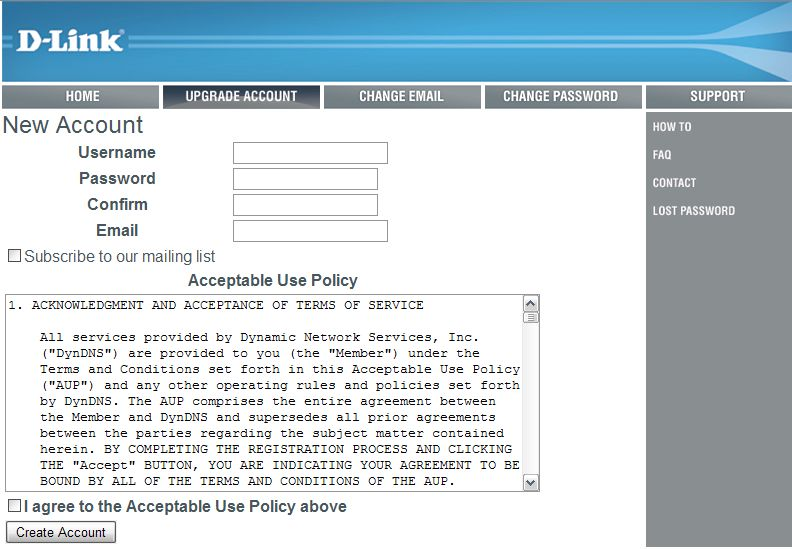 D-Link
HOME UPGRADE ACCOUNT CHANGE EMAIL CHANGE PASSWORD SUPPORT
New Account
Username
Password
Confirm
Email
Subscribe to our mailing list
Acceptable Use Policy
1. ACKNOWLEDGMENT AND ACCEPTANCE OF TERMS OF SERVICE
All services provided by Dynamic Network Services, Inc.
("DynDNS") are provided to you (the "Member") under the
Terms and Conditions set forth in this Acceptable Use Policy
("AUP") and any other operating rules and policies set forth
by DynDNS. The AUP comprises the entire agreement between
the Member and DynDNS and supersedes all prior agreements
between the parties regarding the subject matter contained
herein. BY COMPLETING THE REGISTRATION PROCESS AND CLICKING
THE "Accept" BUTTON, YOU ARE INDICATING YOUR AGREEMENT TO BE
BOUND BY ALL OF THE TERMS AND CONDITIONS OF THE AUP.
I agree to the Acceptable Use Policy above
Create Account
HOW TO
FAQ
CONTACT
LOST PASSWORD